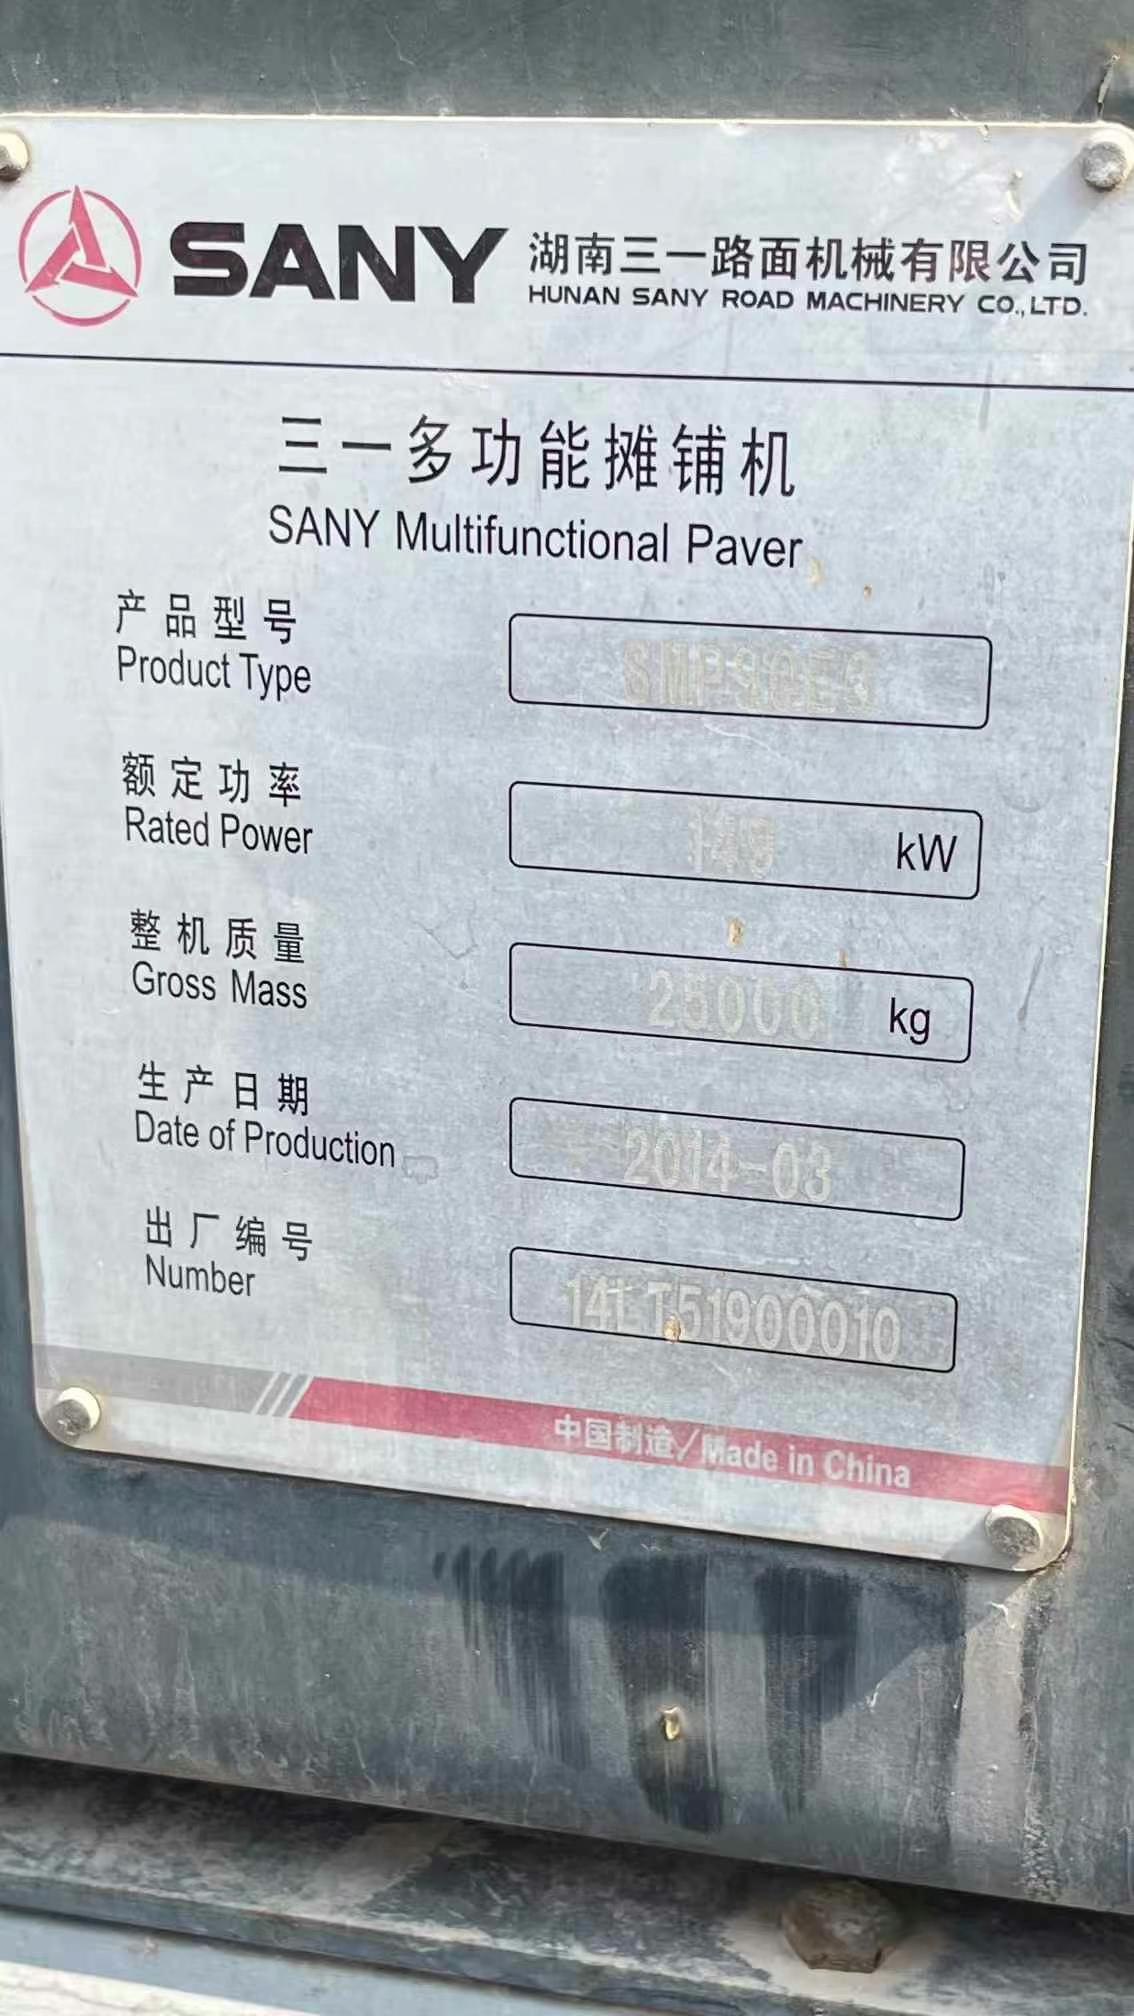 SANY 湖南三一路面机械有限公司
HUNAN SANY ROAD MACHINERY CO., LTD.
三一多功能摊铺机
SANY Multifunctional Paver
产品型号
Product Type
额定功率
Rated Power
149 kW
整机质量
Gross Mass
25000 kg
生产日期
Date of Production
2014-03
出厂编号
Number
14LT51900010
中国制造/Made in China